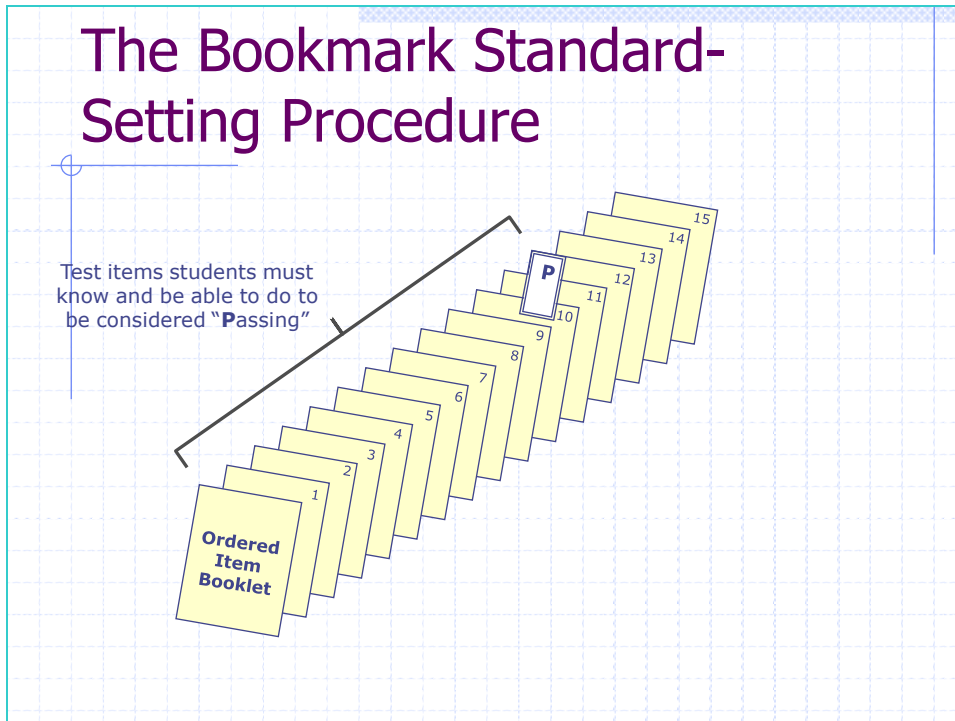 The Bookmark Standard-
Setting Procedure
Test items students must
know and be able to do to
be considered “Passing”
15
14
13
P
12
11
10
9
8
7
6
5
4
3
2
1
Ordered
Item
Booklet